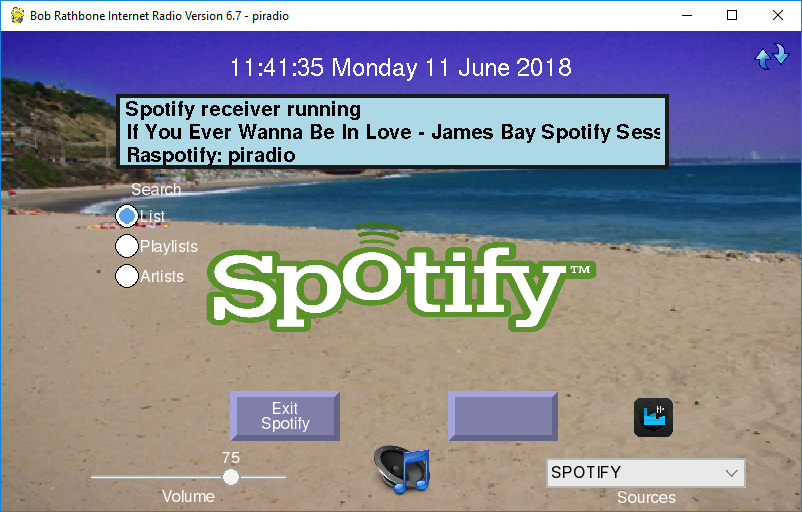 Bob Rathbone Internet Radio Version 6.7 - piradio
11:41:35 Monday 11 June 2018
Spotify receiver running
If You Ever Wanna Be In Love - James Bay Spotify Sess
Raspotify: piradio
Search
List
Playlists
Artists
Spotify™
Exit
Spotify
75
Volume
SPOTIFY
Sources